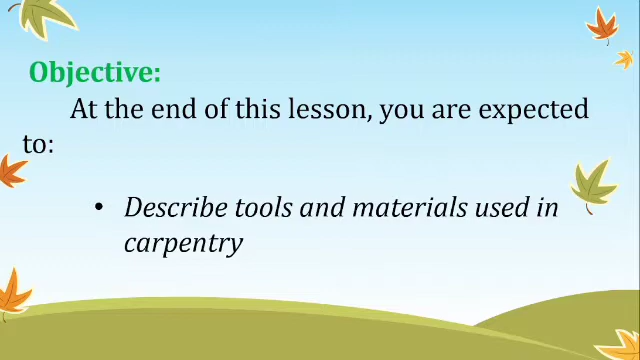 Objective:
At the end of this lesson, you are expected
to:
• Describe tools and materials used in
carpentry